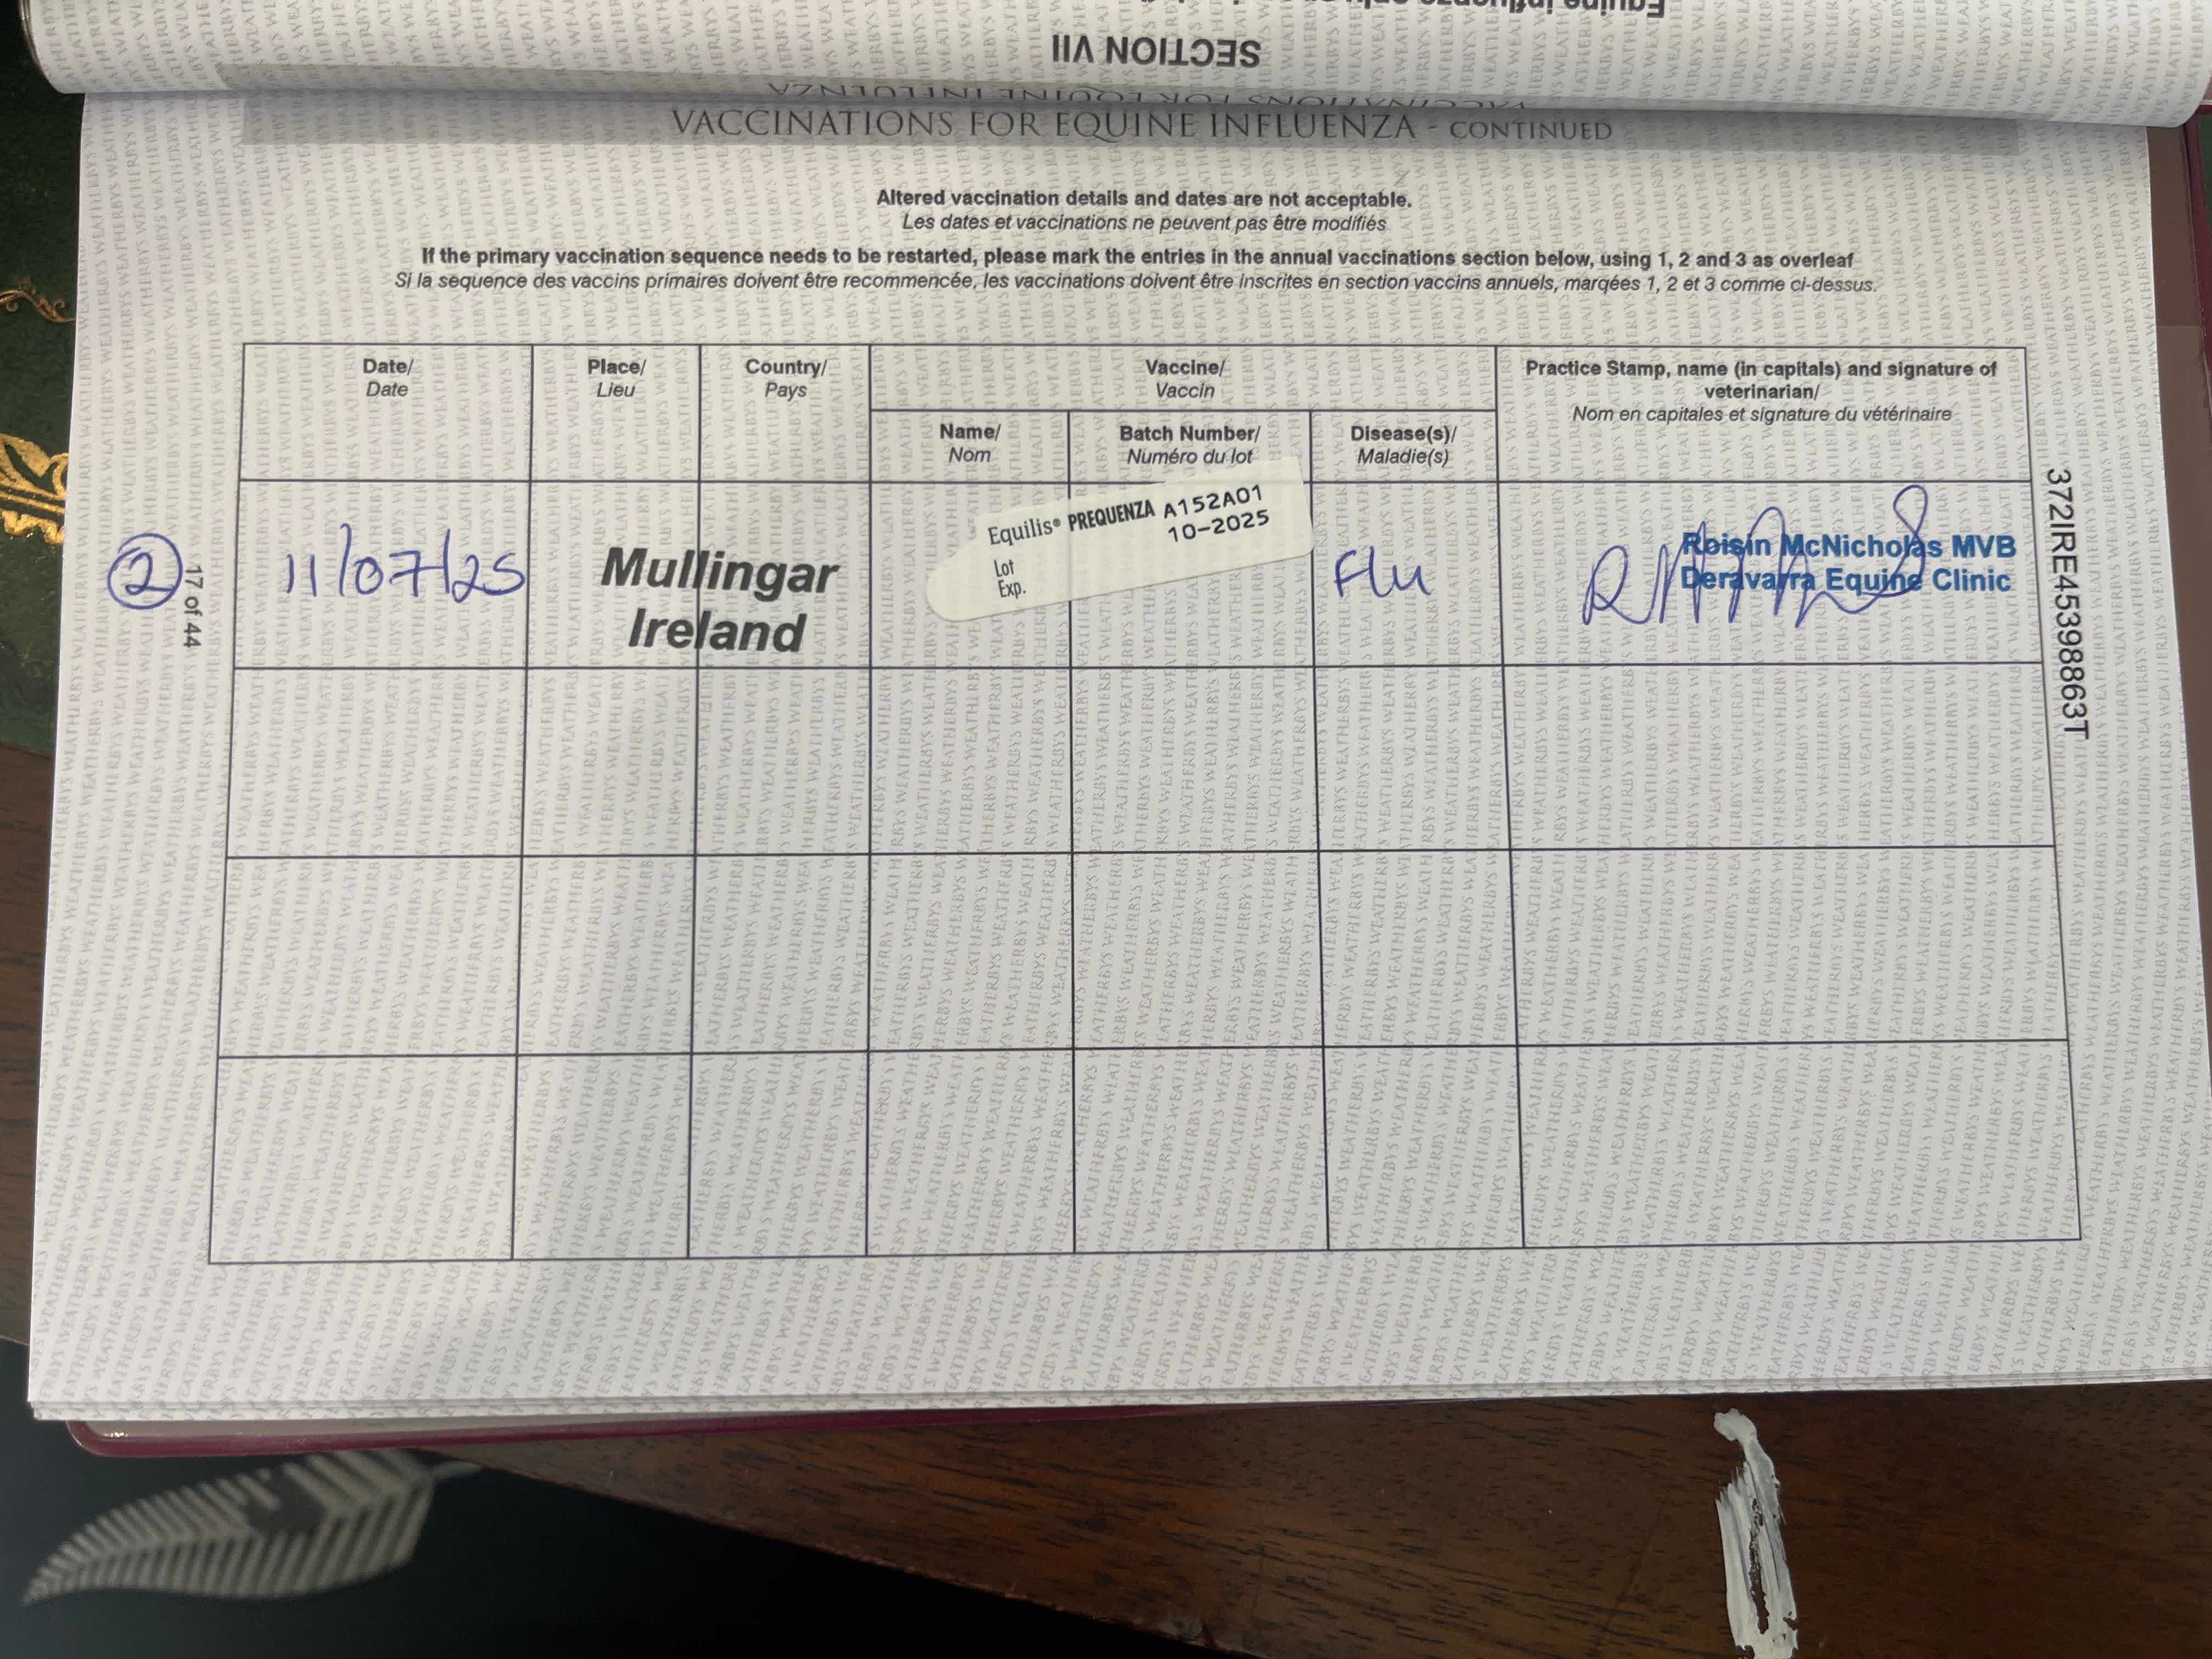 SECTION VII
VACCINATIONS FOR EQUINE INFLUENZA - CONTINUED
Altered vaccination details and dates are not acceptable.
Les dates et vaccinations ne peuvent pas être modifiés
If the primary vaccination sequence needs to be restarted, please mark the entries in the annual vaccinations section below, using 1, 2 and 3 as overleaf
Si la sequence des vaccins primaires doivent être recommencée, les vaccinations doivent être inscrites en section vaccins annuels, marqées 1, 2 et 3 comme ci-dessus.
Date/
Date
Place/
Lieu
Country/
Pays
Vaccine/
Vaccin
Name/
Nom
Batch Number/
Numéro du lot
Disease(s)/
Maladie(s)
Practice Stamp, name (in capitals) and signature of
veterinarian/
Nom en capitales et signature du vétérinaire
2
17 of 44
11/07/25
Mullingar
Ireland
Equilis® PREQUENZA A152A01
10-2025
Lot
Exp.
Flu
Roisin McNicholas MVB
Deravarra Equine Clinic
372IRE45398863T